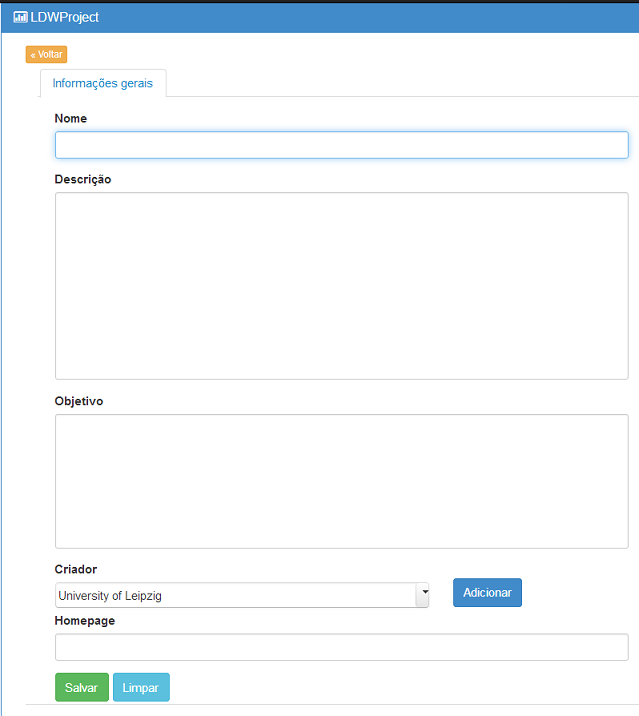 LDWProject
« Voltar
Informações gerais
Nome
Descrição
Objetivo
Criador
University of Leipzig
Adicionar
Homepage
Salvar Limpar